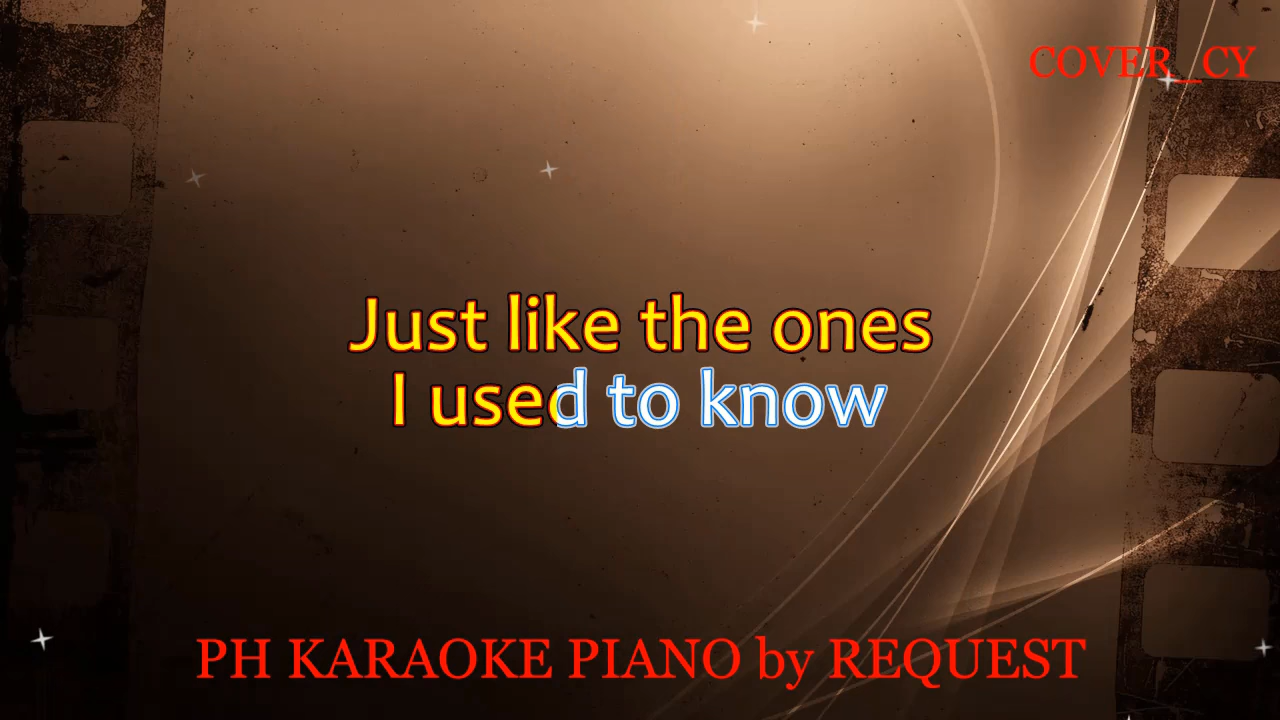 COVER_CY
Just like the ones
I used to know
PH KARAOKE PIANO by REQUEST